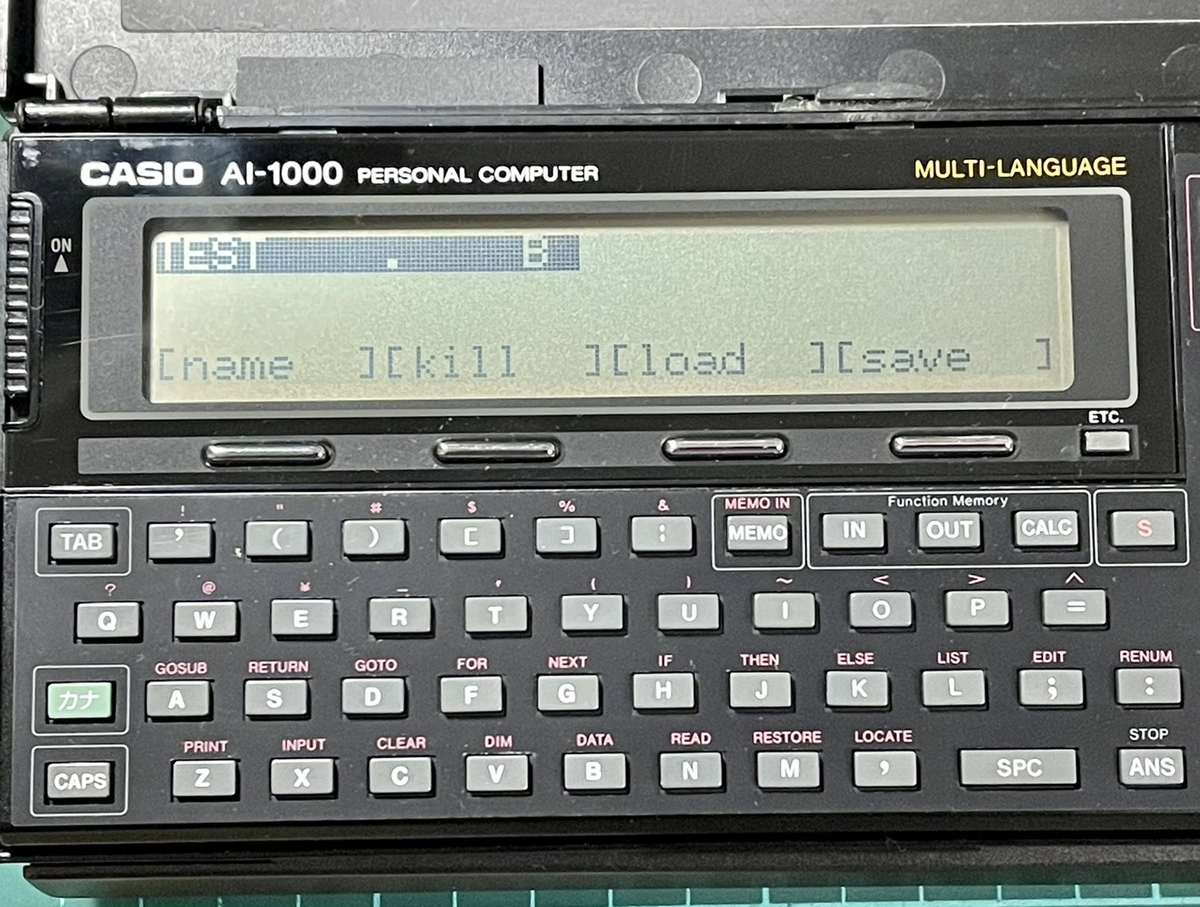 CASIO AI-1000 PERSONAL COMPUTER MULTI-LANGUAGE
ON
TEST . B
[name ][kill ][load ][save ]
ETC.
! " # $ % & MEMO IN Function Memory
TAB ’ ( ) [ ] : MEMO IN OUT CALC S
? @ ¥ _ ' { } ~ < > ^
Q W E R T Y U I O P =
GOSUB RETURN GOTO FOR NEXT IF THEN ELSE LIST EDIT RENUM
カナ A S D F G H J K L ; :
PRINT INPUT CLEAR DIM DATA READ RESTORE LOCATE STOP
CAPS Z X C V B N M , SPC ANS